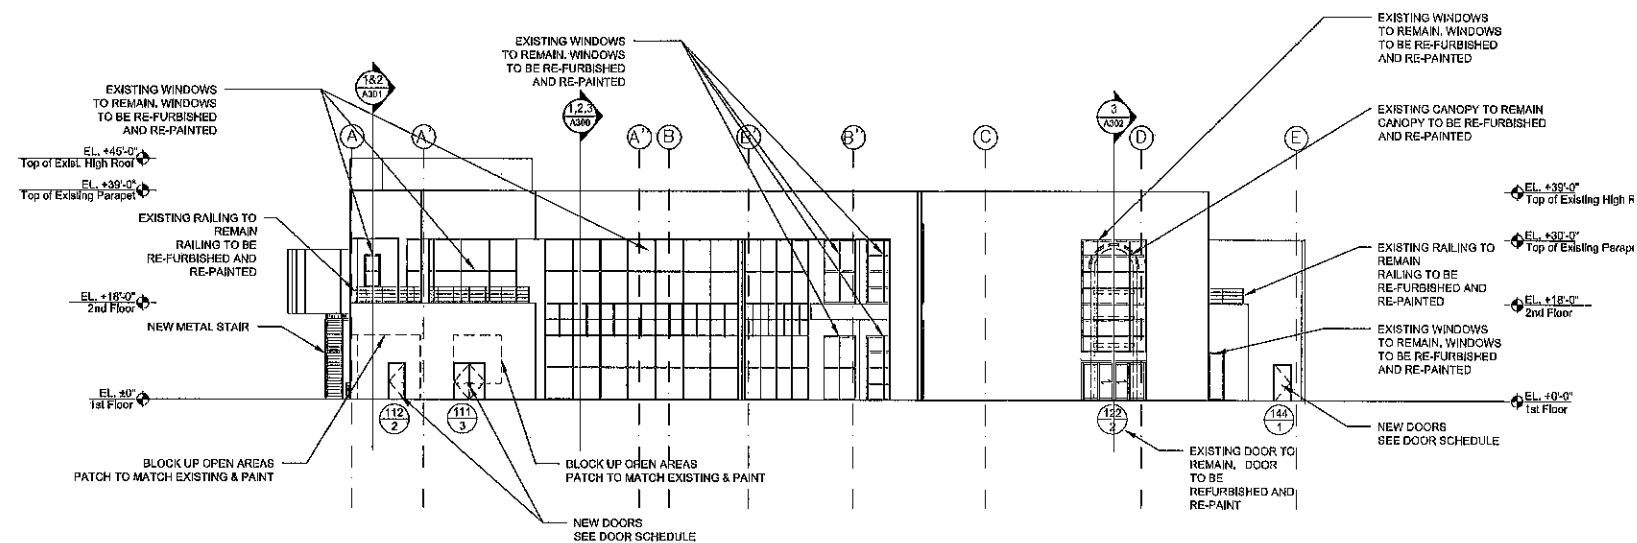 EXISTING WINDOWS
TO REMAIN. WINDOWS
TO BE RE-FURBISHED
AND RE-PAINTED
EXISTING WINDOWS
TO REMAIN. WINDOWS
TO BE RE-FURBISHED
AND RE-PAINTED
EXISTING WINDOWS
TO REMAIN. WINDOWS
TO BE RE-FURBISHED
AND RE-PAINTED
1&2
A301
1,2,3
A300
3
A302
EXISTING CANOPY TO REMAIN
CANOPY TO BE RE-FURBISHED
AND RE-PAINTED
A
A'
A"
B
B'
C
D
E
EL. +45'-0"
Top of Exist. High Roof
EL. +39'-0"
Top of Existing Parapet
EL. +39'-0"
Top of Existing High R
EXISTING RAILING TO
REMAIN
RAILING TO BE
RE-FURBISHED AND
RE-PAINTED
EL. +30'-0"
Top of Existing Parape
EXISTING RAILING TO
REMAIN
RAILING TO BE
RE-FURBISHED AND
RE-PAINTED
EL. +18'-0"
2nd Floor
EL. +18'-0"
2nd Floor
NEW METAL STAIR
EXISTING WINDOWS
TO REMAIN. WINDOWS
TO BE RE-FURBISHED
AND RE-PAINTED
EL. ±0"
1st Floor
EL. +0'-0"
1st Floor
112
2
111
3
122
2
144
1
NEW DOORS
SEE DOOR SCHEDULE
BLOCK UP OPEN AREAS
PATCH TO MATCH EXISTING & PAINT
BLOCK UP OPEN AREAS
PATCH TO MATCH EXISTING & PAINT
EXISTING DOOR TO
REMAIN, DOOR
TO BE
REFURBISHED AND
RE-PAINT
NEW DOORS
SEE DOOR SCHEDULE